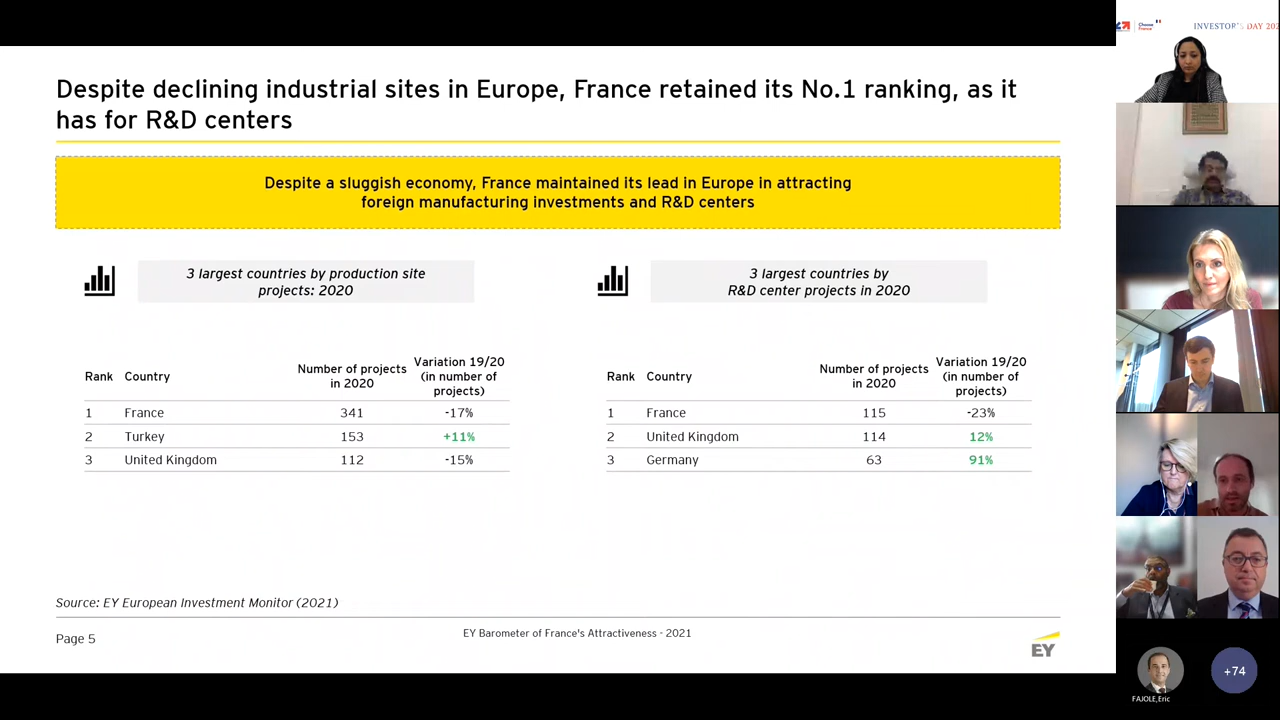 Despite declining industrial sites in Europe, France retained its No.1 ranking, as it
has for R&D centers
Despite a sluggish economy, France maintained its lead in Europe in attracting
foreign manufacturing investments and R&D centers
3 largest countries by production site
projects: 2020
Rank Country Number of projects in 2020 Variation 19/20 (in number of projects)
1 France 341 -17%
2 Turkey 153 +11%
3 United Kingdom 112 -15%
3 largest countries by
R&D center projects in 2020
Rank Country Number of projects in 2020 Variation 19/20 (in number of projects)
1 France 115 -23%
2 United Kingdom 114 12%
3 Germany 63 91%
Source: EY European Investment Monitor (2021)
Page 5
EY Barometer of France's Attractiveness - 2021
EY
Choose
France
INVESTOR'S DAY 202
FAJOLE,Eric
+74